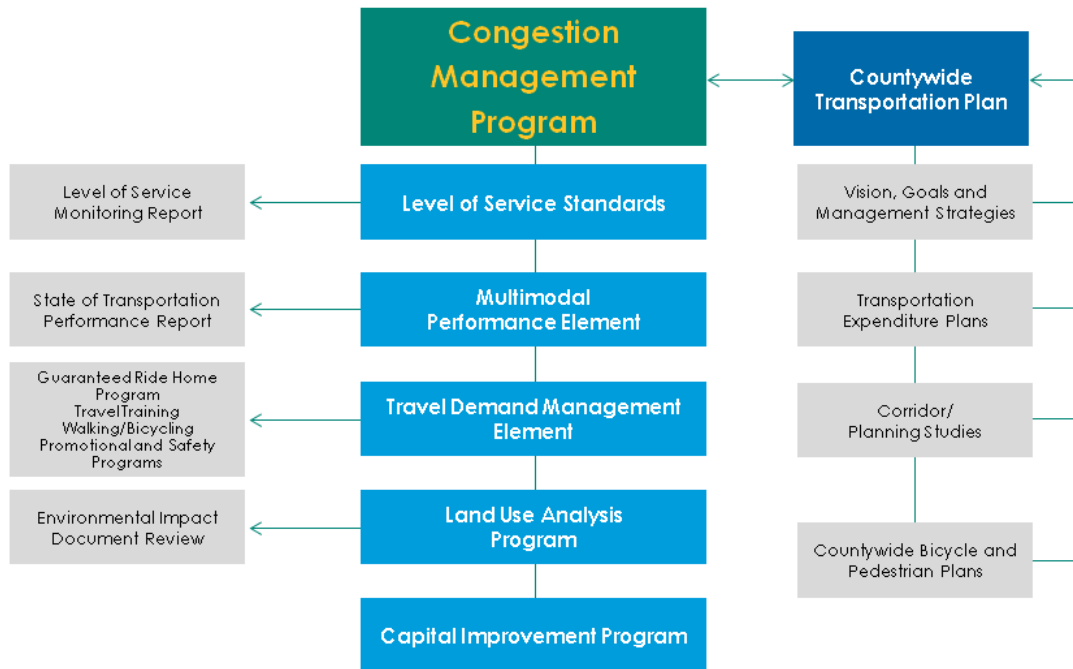 Congestion
Management
Program
Countywide
Transportation Plan
Level of Service
Monitoring Report
Level of Service Standards
Vision, Goals and
Management Strategies
State of Transportation
Performance Report
Multimodal
Performance Element
Transportation
Expenditure Plans
Guaranteed Ride Home
Program
Travel Training
Walking/Bicycling
Promotional and Safety
Programs
Travel Demand Management
Element
Corridor/
Planning Studies
Environmental Impact
Document Review
Land Use Analysis
Program
Countywide Bicycle and
Pedestrian Plans
Capital Improvement Program